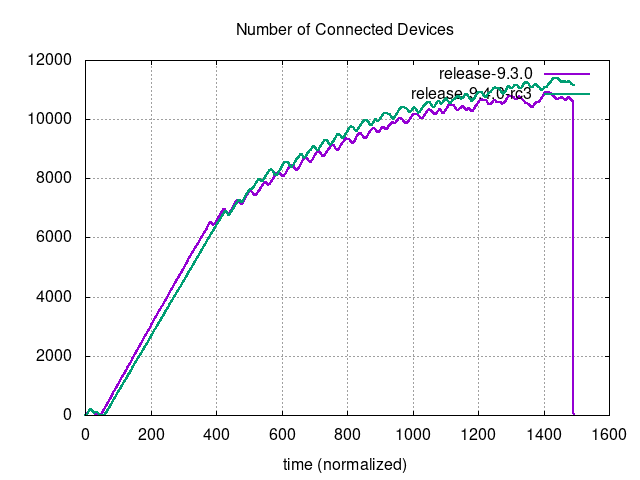 Number of Connected Devices
12000
10000
8000
6000
4000
2000
0
release-9.3.0
release-9.4.0-rc3
0 200 400 600 800 1000 1200 1400 1600
time (normalized)